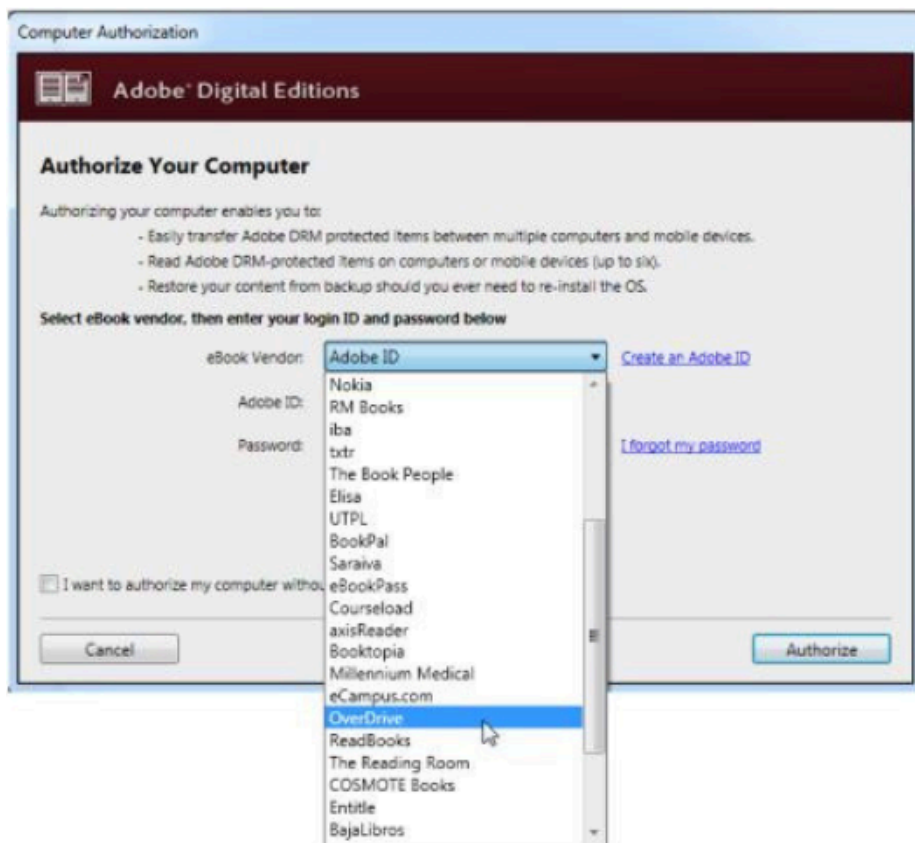 Computer Authorization
Adobe® Digital Editions
Authorize Your Computer
Authorizing your computer enables you to:
- Easily transfer Adobe DRM protected items between multiple computers and mobile devices.
- Read Adobe DRM-protected items on computers or mobile devices (up to six).
- Restore your content from backup should you ever need to re-install the OS.
Select eBook vendor, then enter your login ID and password below
eBook Vendor: Adobe ID Create an Adobe ID
Adobe ID:
Password: I forgot my password
Nokia
RM Books
iba
txtr
The Book People
Elisa
UTPL
BookPal
Saraiva
eBookPass
Courseload
axisReader
Booktopia
Millennium Medical
eCampus.com
OverDrive
ReadBooks
The Reading Room
COSMOTE Books
Entitle
BajaLibros
I want to authorize my computer
Cancel Authorize